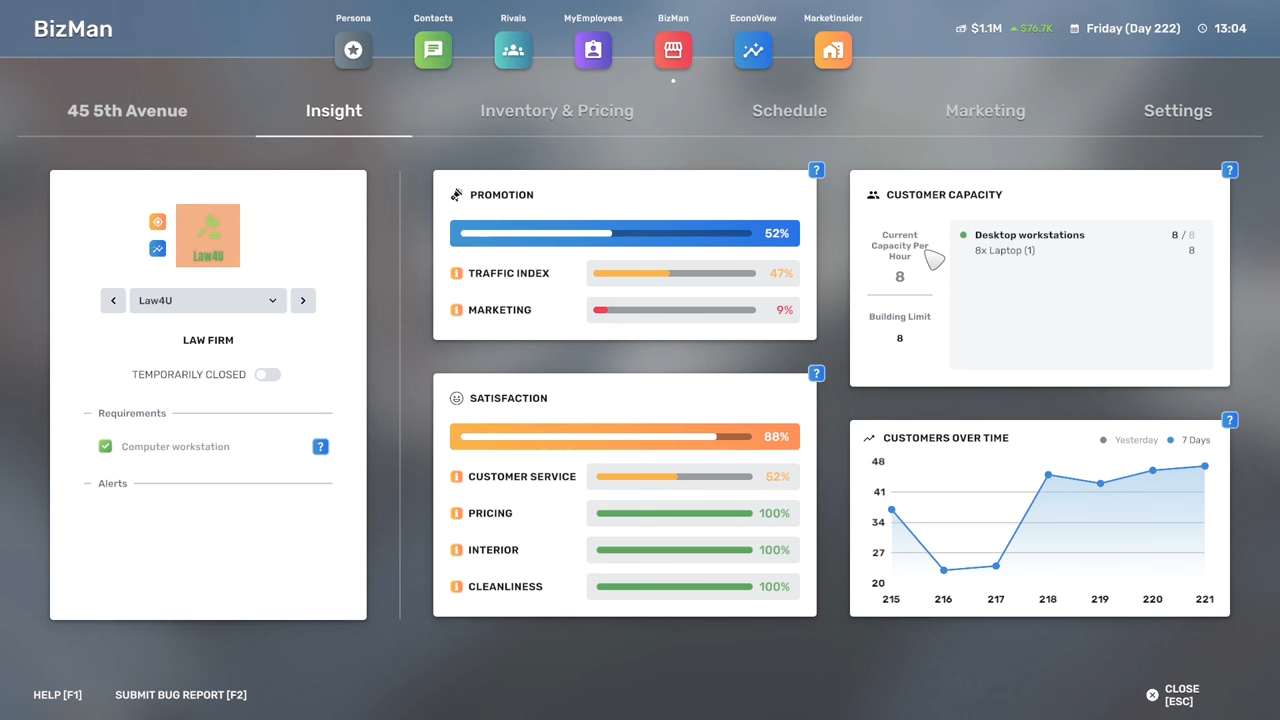 BizMan
Persona
Contacts
Rivals
MyEmployees
BizMan
EconoView
MarketInsider
$1.1M
$76.7K
Friday (Day 222)
13:04
45 5th Avenue
Insight
Inventory & Pricing
Schedule
Marketing
Settings
Law4U
Law4U
LAW FIRM
TEMPORARILY CLOSED
Requirements
Computer workstation
?
Alerts
?
PROMOTION
52%
TRAFFIC INDEX
47%
MARKETING
9%
?
SATISFACTION
88%
CUSTOMER SERVICE
52%
PRICING
100%
INTERIOR
100%
CLEANLINESS
100%
?
CUSTOMER CAPACITY
Current
Capacity Per
Hour
8
Building Limit
8
Desktop workstations
8 / 8
8x Laptop (1)
8
?
CUSTOMERS OVER TIME
Yesterday
7 Days
48
41
34
27
20
215
216
217
218
219
220
221
HELP [F1]
SUBMIT BUG REPORT [F2]
CLOSE
[ESC]